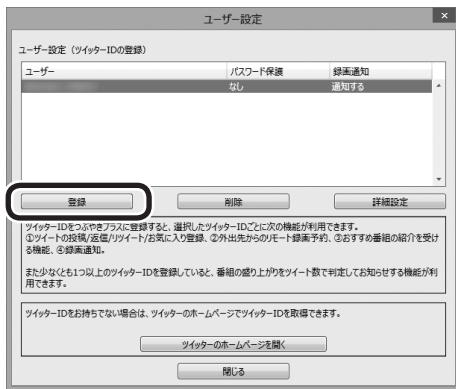 ユーザー設定
×
ユーザー設定（ツイッターIDの登録）
ユーザー パスワード保護 録画通知
なし 通知する
登録 削除 詳細設定
ツイッターIDをつぶやきプラスに登録すると、選択したツイッターIDごとに次の機能が利用できます。
①ツイートの投稿/返信/リツイート/お気に入り登録、②外出先からのリモート録画予約、③おすすめ番組の紹介を受け
る機能、④録画通知。
また少なくとも1つ以上のツイッターIDを登録していると、番組の盛り上がりをツイート数で判定してお知らせする機能が利
用できます。
ツイッターIDをお持ちでない場合は、ツイッターのホームページでツイッターIDを取得できます。
ツイッターのホームページを開く
閉じる